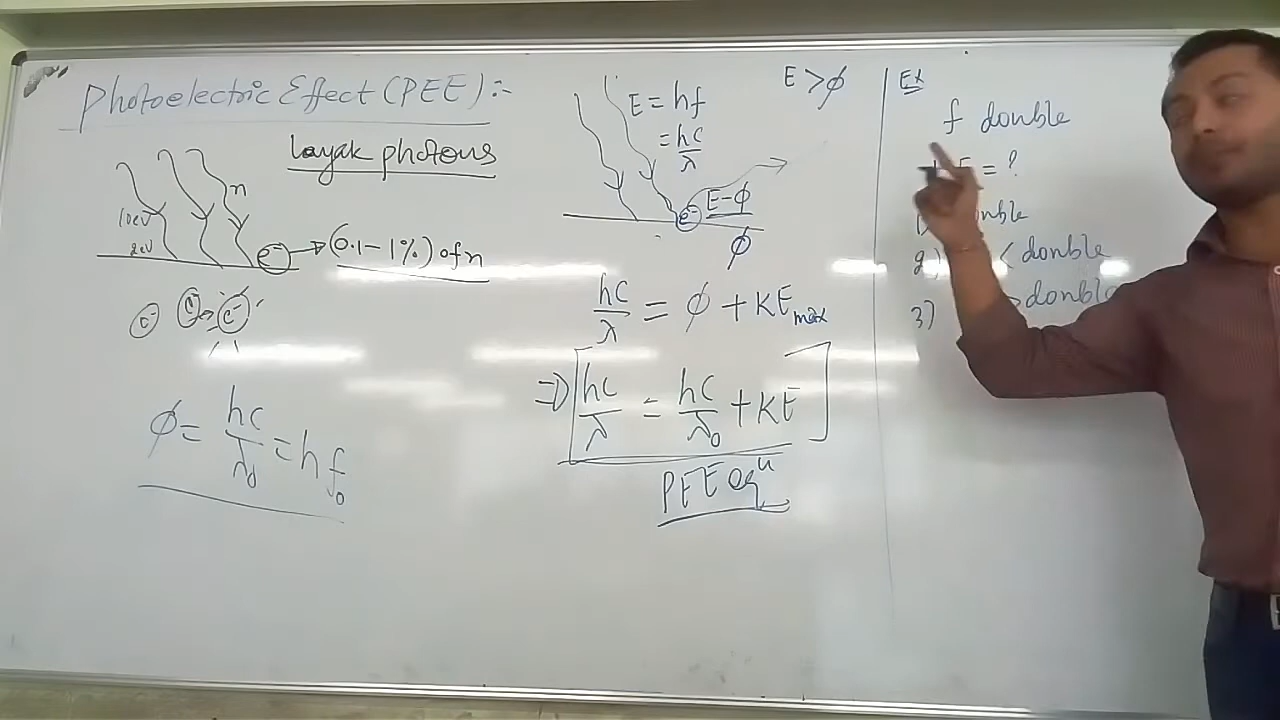 Photoelectric Effect (PEE) :-
Layak photons
n
10eV
2eV
e⁻ → (0.1-1%) of n
e⁻
e⁻
φ = hc/λ₀ = hf₀
E = hf
= hc/λ
E > φ
e⁻ E-φ
φ
hc/λ = φ + KEmax
⇒ [hc/λ = hc/λ₀ + KE]
PEE eqⁿ
Ex
f double
= ?
2) < double
3) > double